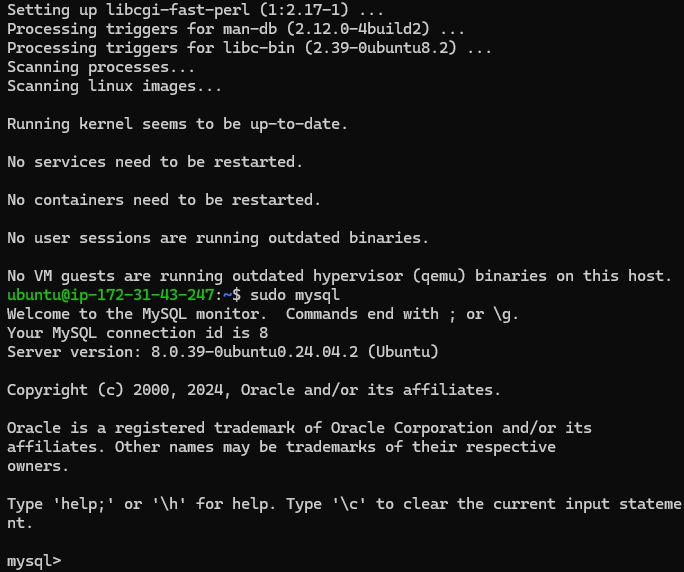 Setting up libcgi-fast-perl (1:2.17-1) ...
Processing triggers for man-db (2.12.0-4build2) ...
Processing triggers for libc-bin (2.39-0ubuntu8.2) ...
Scanning processes...
Scanning linux images...
Running kernel seems to be up-to-date.
No services need to be restarted.
No containers need to be restarted.
No user sessions are running outdated binaries.
No VM guests are running outdated hypervisor (qemu) binaries on this host.
ubuntu@ip-172-31-43-247:~$ sudo mysql
Welcome to the MySQL monitor.  Commands end with ; or \g.
Your MySQL connection id is 8
Server version: 8.0.39-0ubuntu0.24.04.2 (Ubuntu)
Copyright (c) 2000, 2024, Oracle and/or its affiliates.
Oracle is a registered trademark of Oracle Corporation and/or its
affiliates. Other names may be trademarks of their respective
owners.
Type 'help;' or '\h' for help. Type '\c' to clear the current input stateme
nt.
mysql>